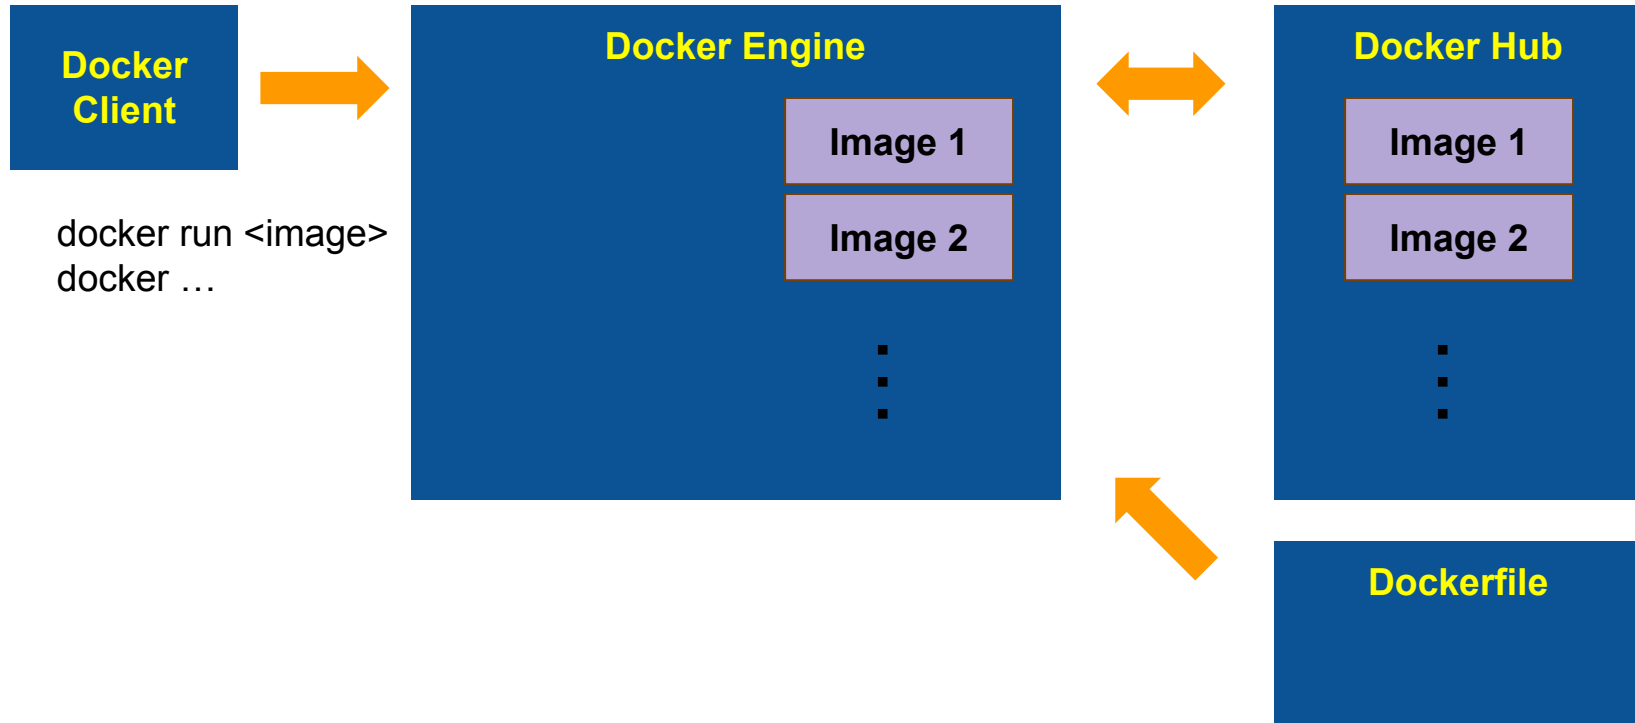 Docker
Client
docker run <image>
docker …
Docker Engine
Image 1
Image 2
Docker Hub
Image 1
Image 2
Dockerfile